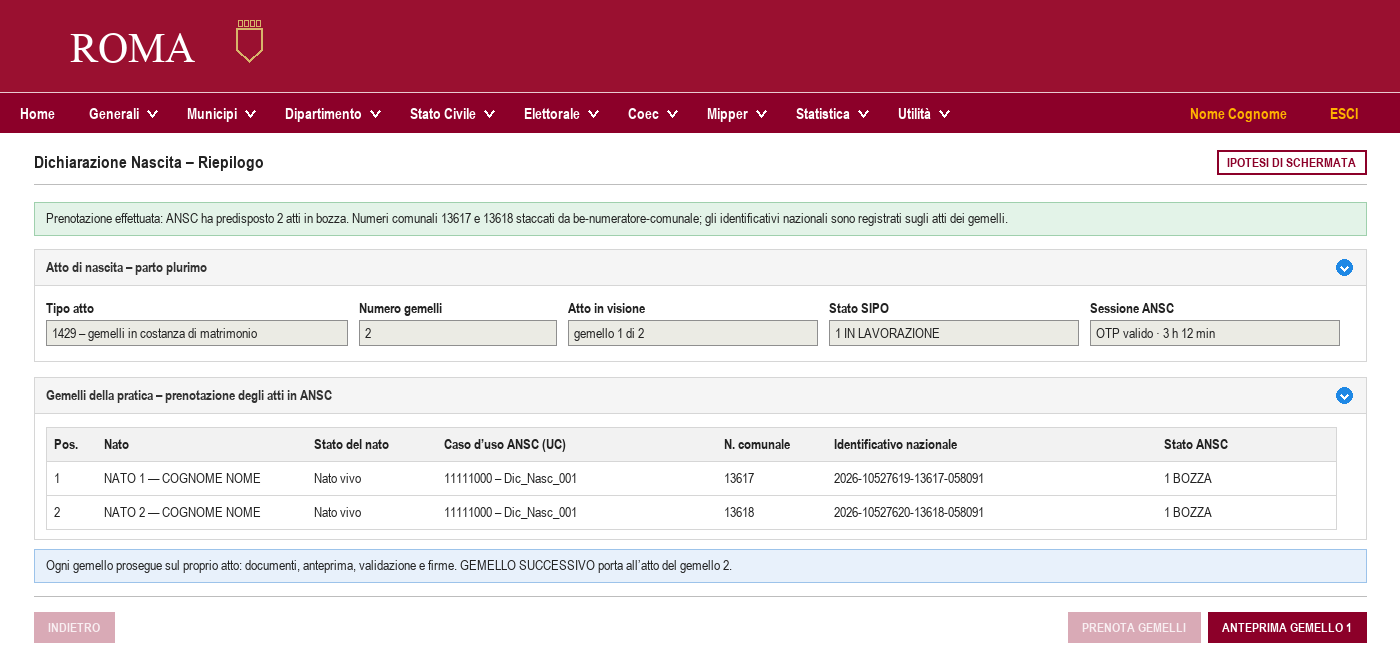 ROMA
Home Generali Municipi Dipartimento Stato Civile Elettorale Coec Mipper Statistica Utilità Nome Cognome ESCI
Dichiarazione Nascita – Riepilogo IPOTESI DI SCHERMATA
Prenotazione effettuata: ANSC ha predisposto 2 atti in bozza. Numeri comunali 13617 e 13618 staccati da be-numeratore-comunale; gli identificativi nazionali sono registrati sugli atti dei gemelli.
Atto di nascita – parto plurimo
Tipo atto Numero gemelli Atto in visione Stato SIPO Sessione ANSC
1429 – gemelli in costanza di matrimonio 2 gemello 1 di 2 1 IN LAVORAZIONE OTP valido · 3 h 12 min
Gemelli della pratica – prenotazione degli atti in ANSC
Pos. Nato Stato del nato Caso d’uso ANSC (UC) N. comunale Identificativo nazionale Stato ANSC
1 NATO 1 — COGNOME NOME Nato vivo 11111000 – Dic_Nasc_001 13617 2026-10527619-13617-058091 1 BOZZA
2 NATO 2 — COGNOME NOME Nato vivo 11111000 – Dic_Nasc_001 13618 2026-10527620-13618-058091 1 BOZZA
Ogni gemello prosegue sul proprio atto: documenti, anteprima, validazione e firme. GEMELLO SUCCESSIVO porta all’atto del gemello 2.
INDIETRO PRENOTA GEMELLI ANTEPRIMA GEMELLO 1